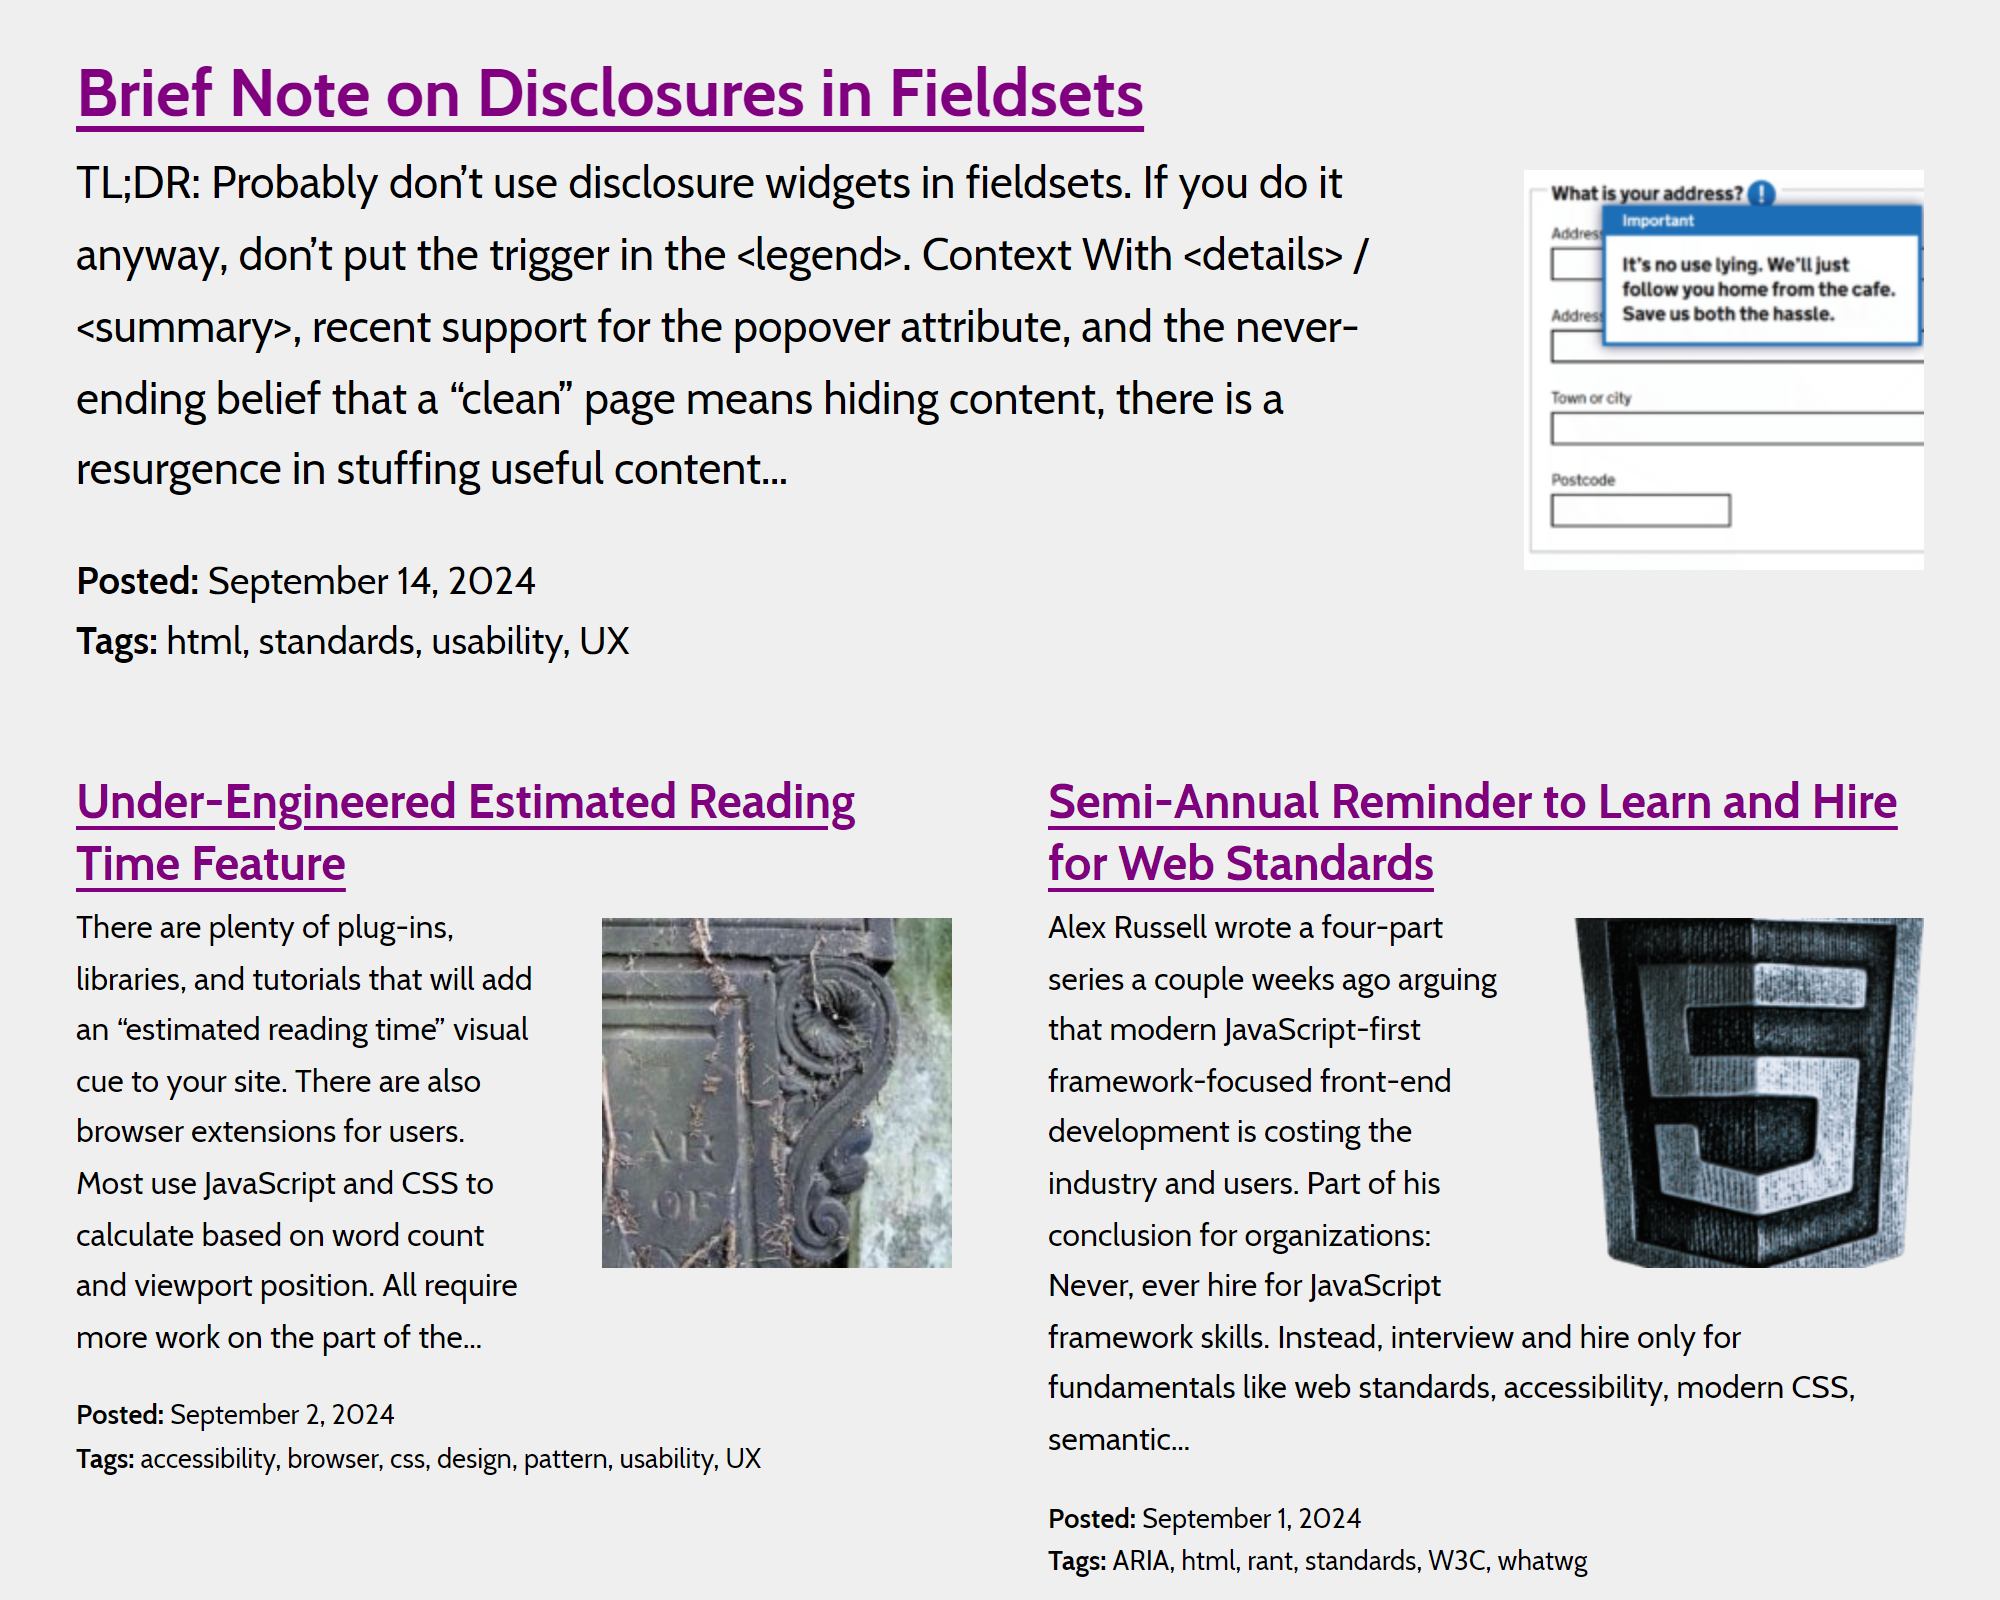 Brief Note on Disclosures in Fieldsets
TL;DR: Probably don’t use disclosure widgets in fieldsets. If you do it
anyway, don’t put the trigger in the <legend>. Context With <details> /
<summary>, recent support for the popover attribute, and the never-
ending belief that a “clean” page means hiding content, there is a
resurgence in stuffing useful content…
Posted: September 14, 2024
Tags: html, standards, usability, UX
What is your address? !
Important
It’s no use lying. We’ll just
follow you home from the cafe.
Save us both the hassle.
Addres
Addres
Town or city
Postcode
Under-Engineered Estimated Reading
Time Feature
There are plenty of plug-ins,
libraries, and tutorials that will add
an “estimated reading time” visual
cue to your site. There are also
browser extensions for users.
Most use JavaScript and CSS to
calculate based on word count
and viewport position. All require
more work on the part of the…
Posted: September 2, 2024
Tags: accessibility, browser, css, design, pattern, usability, UX
EAR
OF
Semi-Annual Reminder to Learn and Hire
for Web Standards
Alex Russell wrote a four-part
series a couple weeks ago arguing
that modern JavaScript-first
framework-focused front-end
development is costing the
industry and users. Part of his
conclusion for organizations:
Never, ever hire for JavaScript
framework skills. Instead, interview and hire only for
fundamentals like web standards, accessibility, modern CSS,
semantic…
Posted: September 1, 2024
Tags: ARIA, html, rant, standards, W3C, whatwg
5